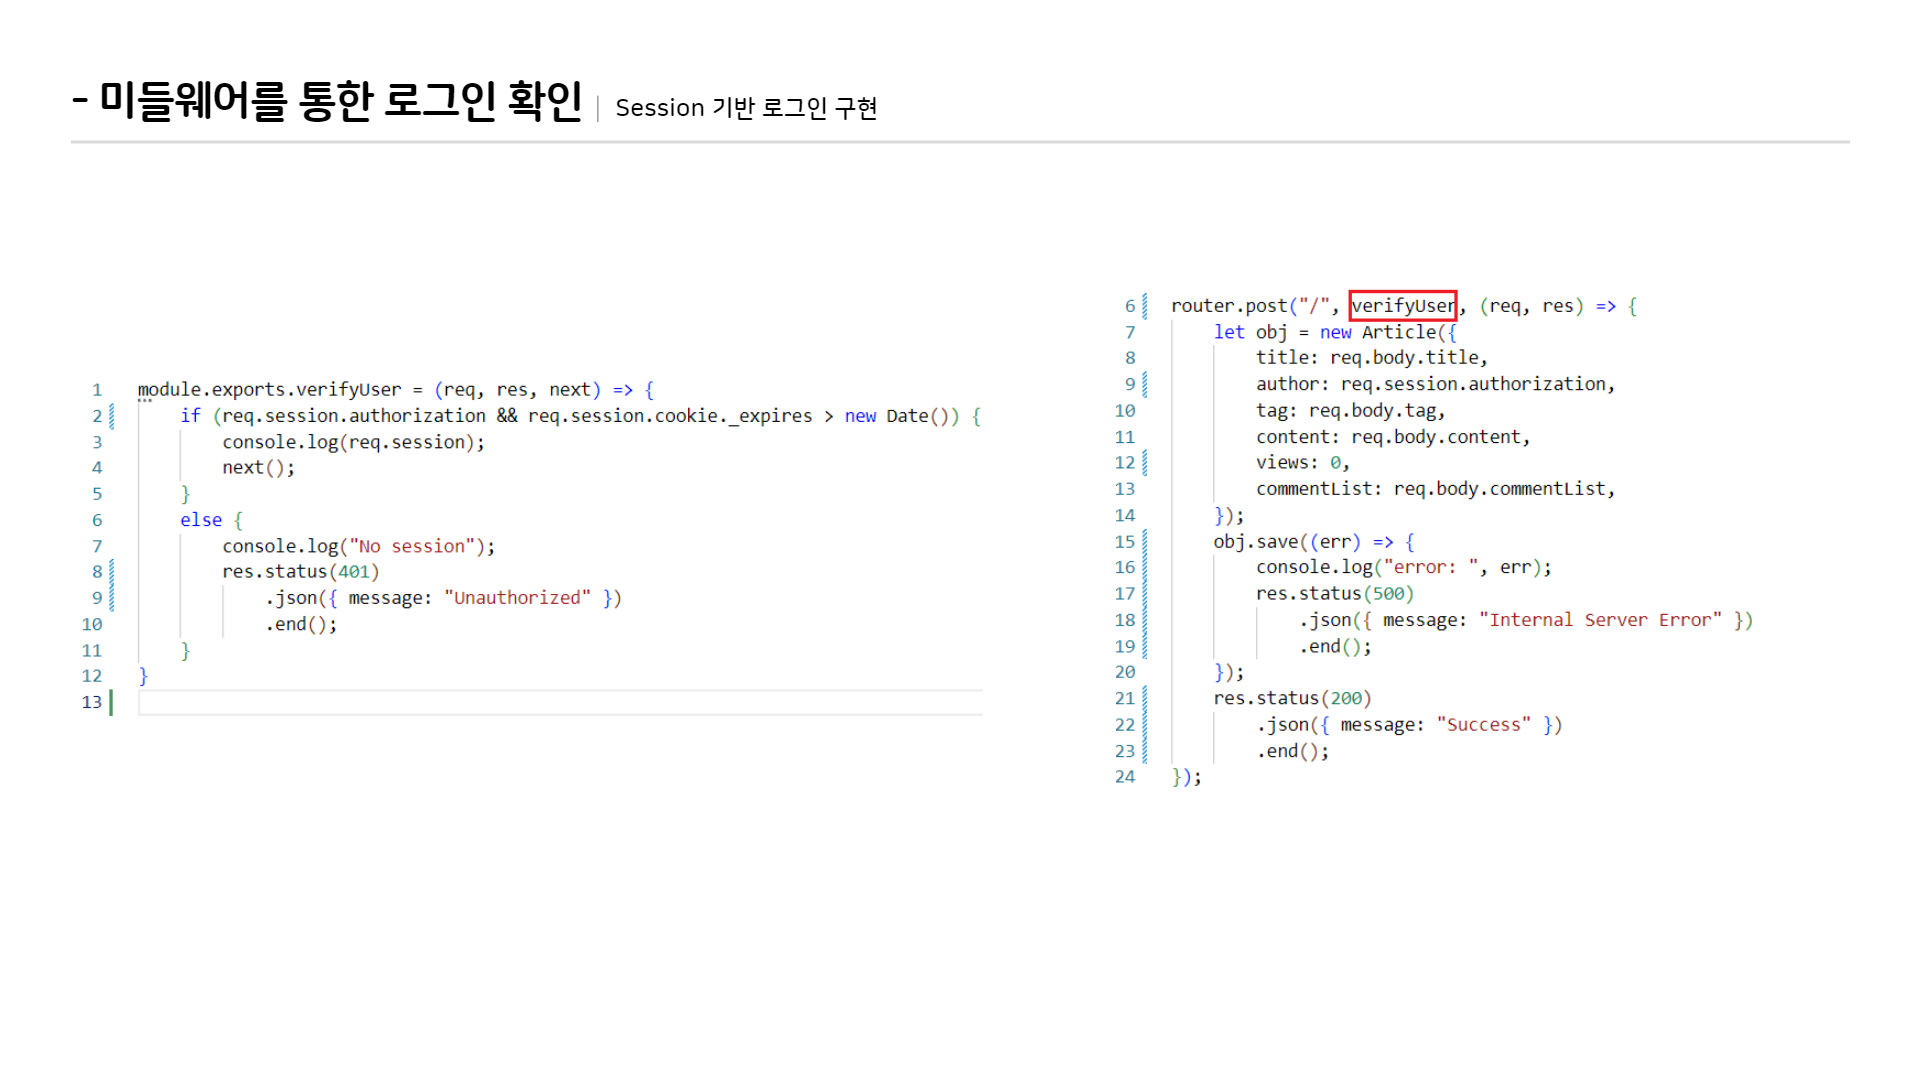 - 미들웨어를 통한 로그인 확인 | Session 기반 로그인 구현
1 module.exports.verifyUser = (req, res, next) => {
2     if (req.session.authorization && req.session.cookie._expires > new Date()) {
3         console.log(req.session);
4         next();
5     }
6     else {
7         console.log("No session");
8         res.status(401)
9             .json({ message: "Unauthorized" })
10             .end();
11     }
12 }
13
6 router.post("/", verifyUser, (req, res) => {
7     let obj = new Article({
8         title: req.body.title,
9         author: req.session.authorization,
10         tag: req.body.tag,
11         content: req.body.content,
12         views: 0,
13         commentList: req.body.commentList,
14     });
15     obj.save((err) => {
16         console.log("error: ", err);
17         res.status(500)
18             .json({ message: "Internal Server Error" })
19             .end();
20     });
21     res.status(200)
22         .json({ message: "Success" })
23         .end();
24 });